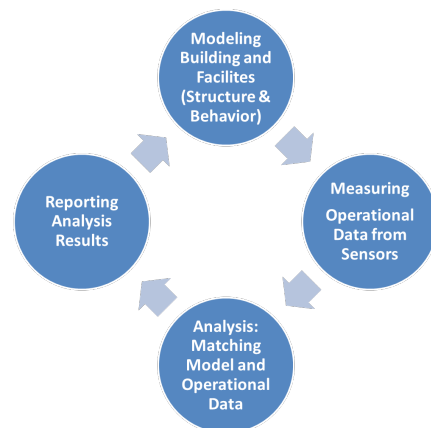 Modeling
Building and
Facilites
(Structure &
Behavior)
Measuring
Operational
Data from
Sensors
Analysis:
Matching
Model and
Operational
Data
Reporting
Analysis
Results